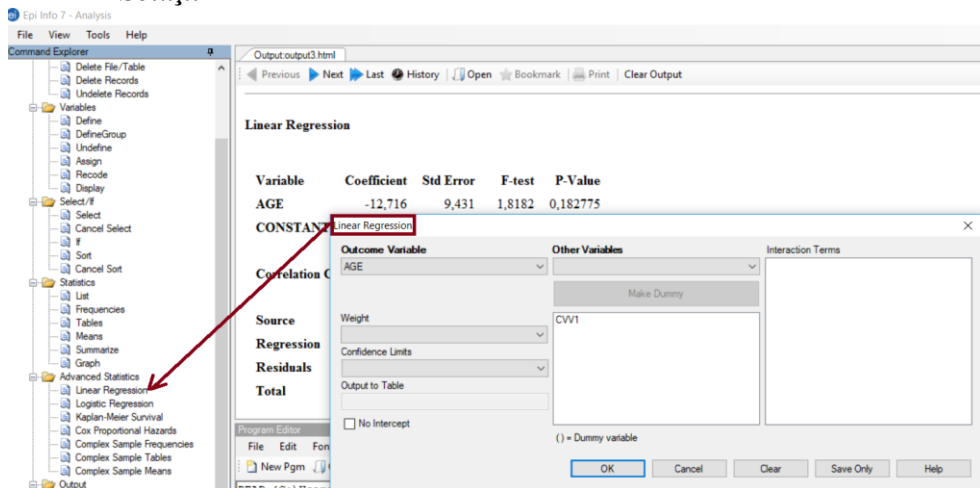 Epi Info 7 - Analysis
File View Tools Help
Command Explorer
Delete File/Table
Delete Records
Undelete Records
Variables
Define
DefineGroup
Undefine
Assign
Recode
Display
Select/If
Select
Cancel Select
If
Sort
Cancel Sort
Statistics
List
Frequencies
Tables
Means
Summarize
Graph
Advanced Statistics
Linear Regression
Logistic Regression
Kaplan-Meier Survival
Cox Proportional Hazards
Complex Sample Frequencies
Complex Sample Tables
Complex Sample Means
Output
Output:output3.html
Previous Next Last History Open Bookmark Print Clear Output
Linear Regression
Variable Coefficient Std Error F-test P-Value
AGE -12,716 9,431 1,8182 0,182775
CONSTANT
Correlation C
Source
Regression
Residuals
Total
Program Editor
File Edit Fon
New Pgm
Linear Regression
Outcome Variable
AGE
Weight
Confidence Limits
Output to Table
No Intercept
Other Variables
Make Dummy
CVV1
( ) = Dummy variable
Interaction Terms
OK Cancel Clear Save Only Help